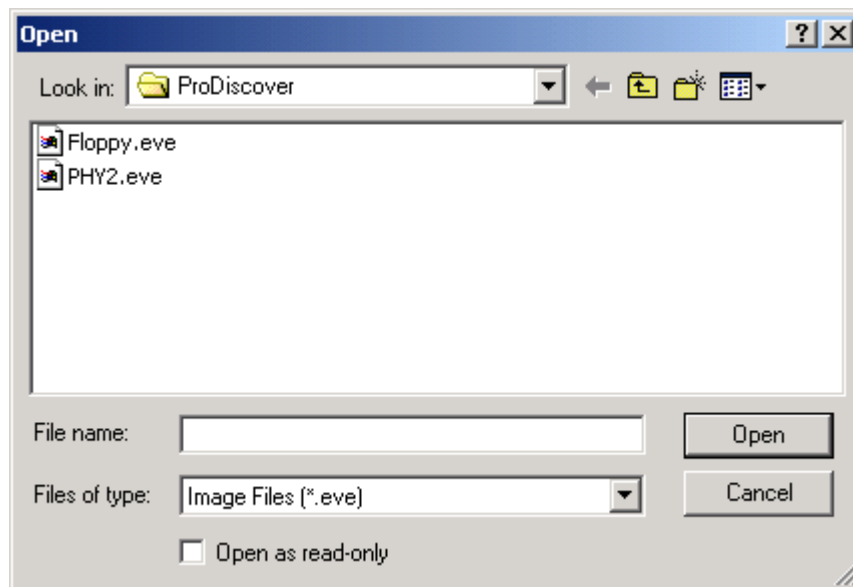 Open
Look in: ProDiscover
Floppy.eve
PHY2.eve
File name: Open
Files of type: Image Files (*.eve) Cancel
Open as read-only